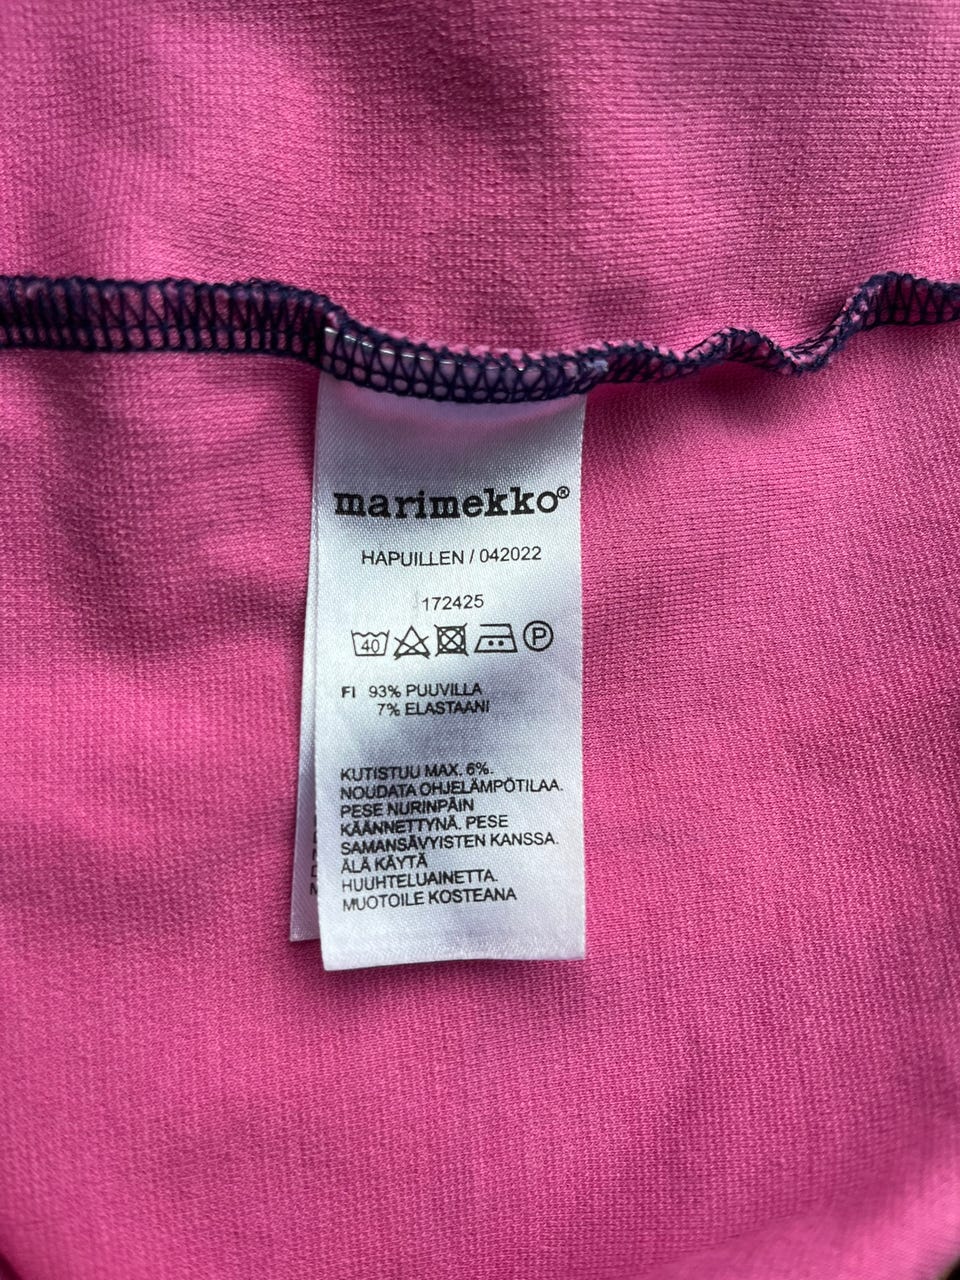 marimekko®
HAPUILLEN / 042022
172425
40 P
FI 93% PUUVILLA
7% ELASTAANI
KUTISTUU MAX. 6%.
NOUDATA OHJELÄMPÖTILAA.
PESE NURINPÄIN
KÄÄNNETTYNÄ. PESE
SAMANSÄVYISTEN KANSSA.
ÄLÄ KÄYTÄ
HUUHTELUAINETTA.
MUOTOILE KOSTEANA